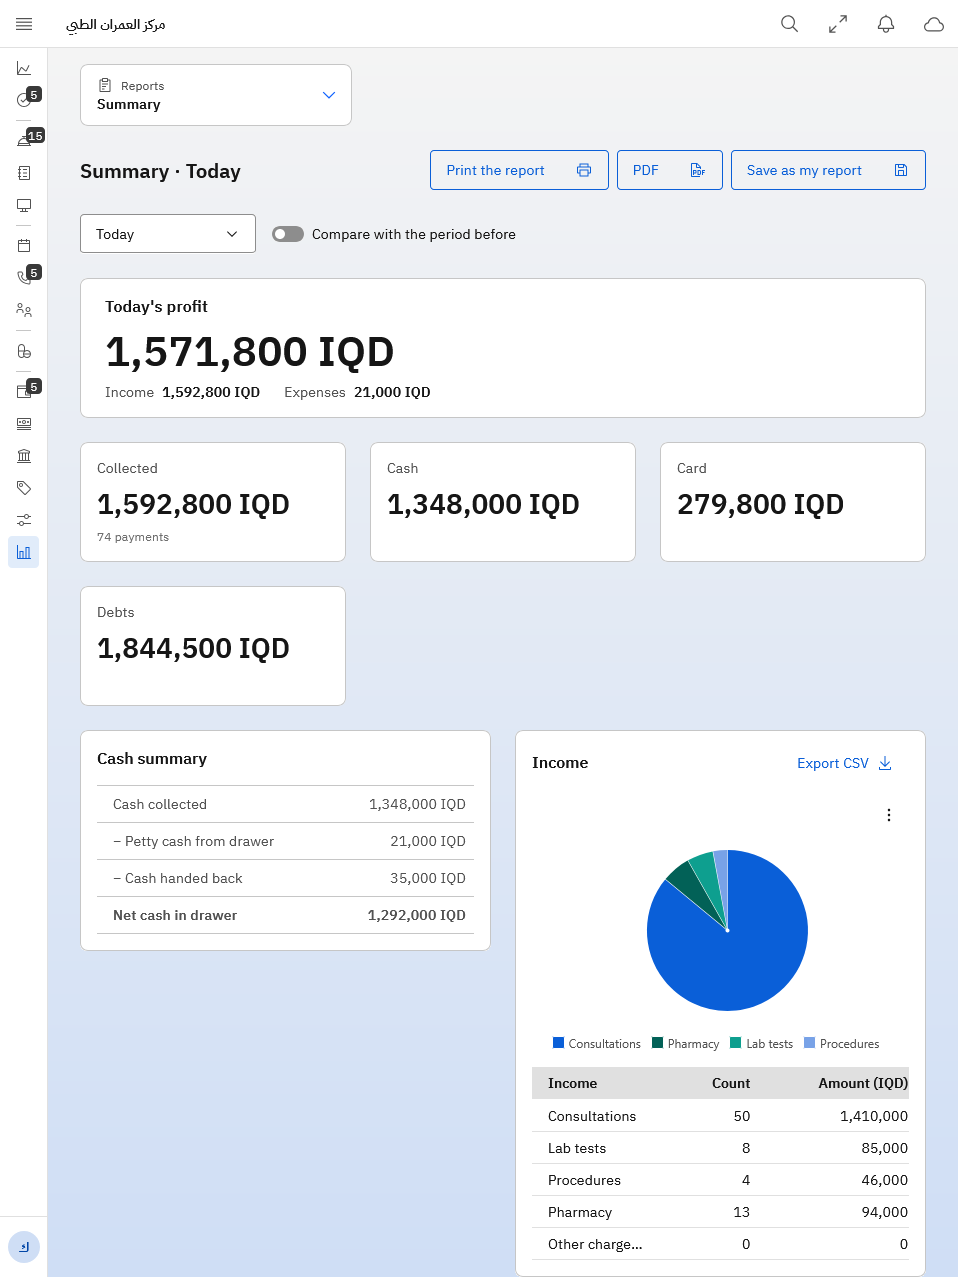 مركز العمران الطبي
5
15
5
5
Reports
Summary
Summary · Today
Print the report
PDF
PDF
Save as my report
Today
Compare with the period before
Today's profit
1,571,800 IQD
Income 1,592,800 IQD Expenses 21,000 IQD
Collected
1,592,800 IQD
74 payments
Cash
1,348,000 IQD
Card
279,800 IQD
Debts
1,844,500 IQD
Cash summary
Cash collected 1,348,000 IQD
− Petty cash from drawer 21,000 IQD
− Cash handed back 35,000 IQD
Net cash in drawer 1,292,000 IQD
Income
Export CSV
Consultations Pharmacy Lab tests Procedures
Income Count Amount (IQD)
Consultations 50 1,410,000
Lab tests 8 85,000
Procedures 4 46,000
Pharmacy 13 94,000
Other charge... 0 0